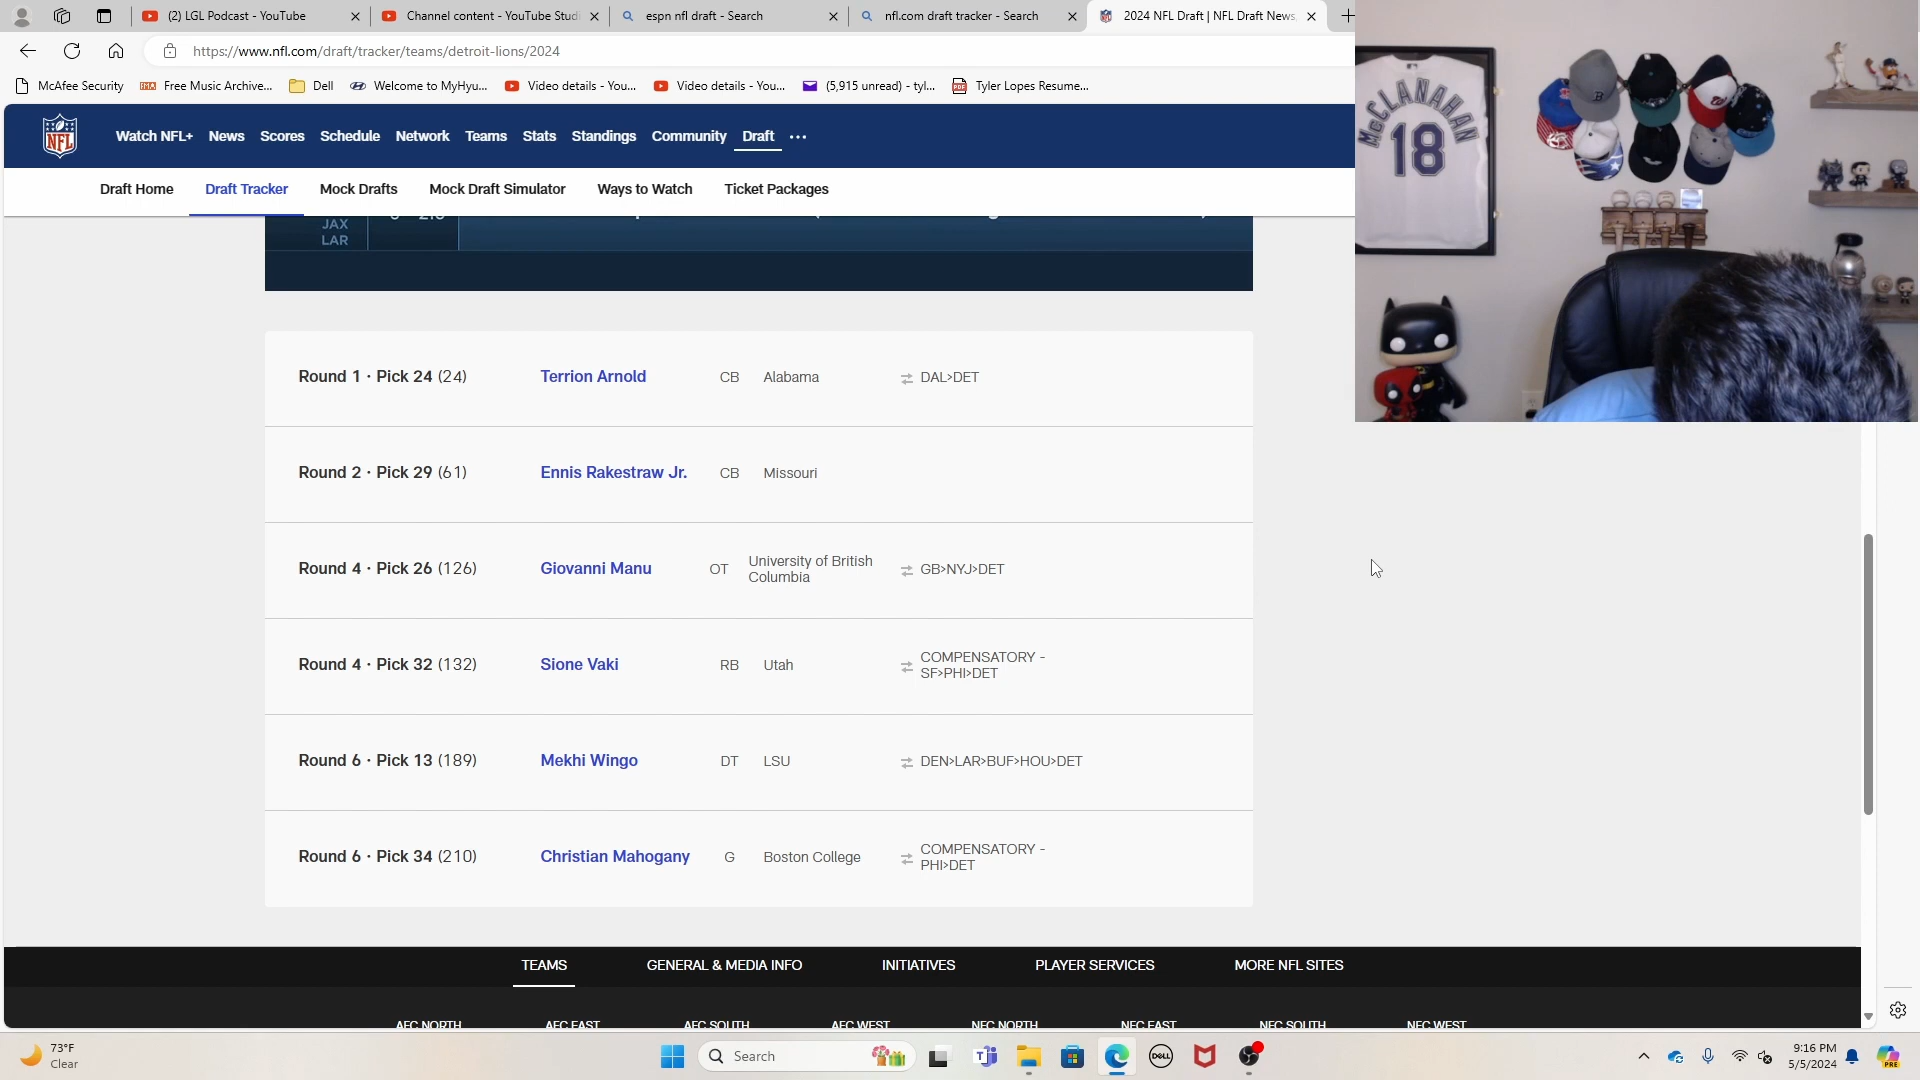 (2) LGL Podcast - YouTube
Channel content - YouTube Studi
espn nfl draft - Search
nfl.com draft tracker - Search
2024 NFL Draft | NFL Draft News,
https://www.nfl.com/draft/tracker/teams/detroit-lions/2024
McAfee Security
Free Music Archive...
Dell
Welcome to MyHyu...
Video details - You...
Video details - You...
(5,915 unread) - tyl...
Tyler Lopes Resume...
NFL
Watch NFL+ News Scores Schedule Network Teams Stats Standings Community Draft
Draft Home Draft Tracker Mock Drafts Mock Draft Simulator Ways to Watch Ticket Packages
JAX
LAR
McCLANAHAN
18
Round 1 · Pick 24 (24) Terrion Arnold CB Alabama DAL>DET
Round 2 · Pick 29 (61) Ennis Rakestraw Jr. CB Missouri
Round 4 · Pick 26 (126) Giovanni Manu OT University of British Columbia GB>NYJ>DET
Round 4 · Pick 32 (132) Sione Vaki RB Utah COMPENSATORY - SF>PHI>DET
Round 6 · Pick 13 (189) Mekhi Wingo DT LSU DEN>LAR>BUF>HOU>DET
Round 6 · Pick 34 (210) Christian Mahogany G Boston College COMPENSATORY - PHI>DET
TEAMS GENERAL & MEDIA INFO INITIATIVES PLAYER SERVICES MORE NFL SITES
AFC NORTH AFC EAST AFC SOUTH AFC WEST NFC NORTH NFC EAST NFC SOUTH NFC WEST
73°F
Clear
Search
DELL
9:16 PM
5/5/2024
PRE